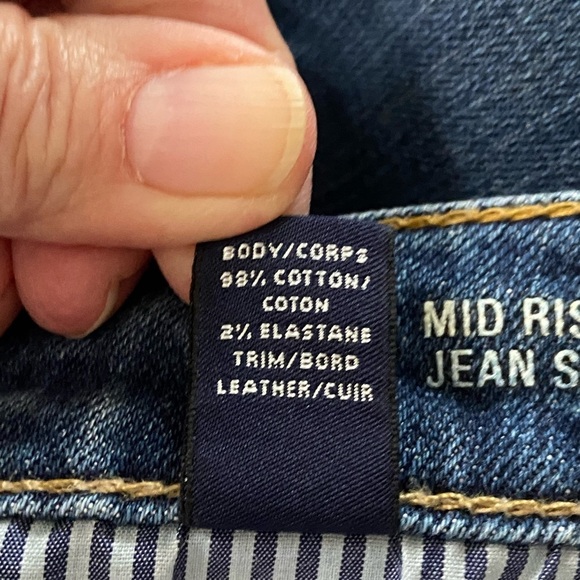 BODY/CORPS
98% COTTON/
COTON
2% ELASTANE
TRIM/BORD
LEATHER/CUIR
MID RIS
JEAN S